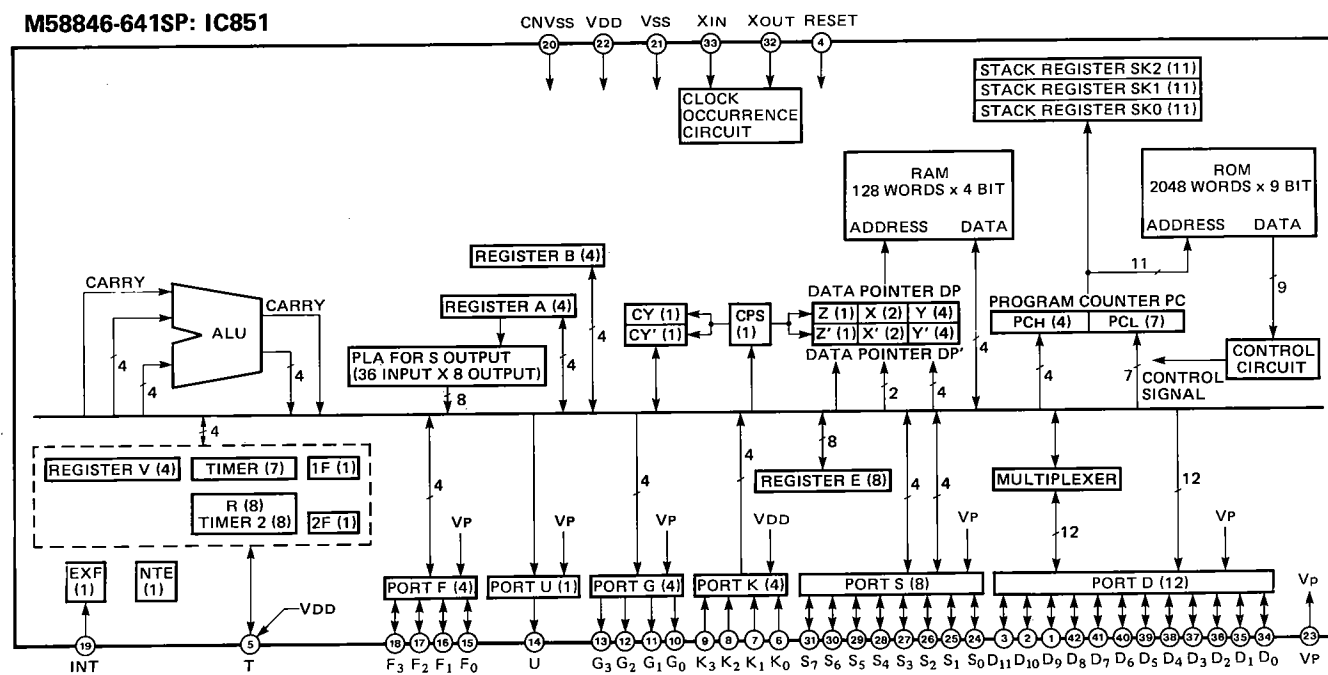 M58846-641SP: IC851
CNVSS VDD VSS XIN XOUT RESET
20 22 21 33 32 4
CLOCK
OCCURRENCE
CIRCUIT
STACK REGISTER SK2 (11)
STACK REGISTER SK1 (11)
STACK REGISTER SK0 (11)
RAM
128 WORDS x 4 BIT
ADDRESS DATA
ROM
2048 WORDS x 9 BIT
ADDRESS DATA
11
9
REGISTER B (4)
REGISTER A (4)
4
4
PLA FOR S OUTPUT
(36 INPUT X 8 OUTPUT)
8
CARRY
ALU
CARRY
4
4
4
CY (1)
CY' (1)
CPS
(1)
DATA POINTER DP
Z (1) X (2) Y (4)
Z' (1) X' (2) Y' (4)
DATA POINTER DP'
2
4
4
PROGRAM COUNTER PC
PCH (4) PCL (7)
4
7
CONTROL
SIGNAL
CONTROL
CIRCUIT
4
REGISTER V (4) TIMER (7) 1F (1)
R (8)
TIMER 2 (8)
2F (1)
EXF
(1)
NTE
(1)
VDD
4
VP
PORT F (4)
VP
PORT U (1)
4
VP
PORT G (4)
4
VDD
PORT K (4)
8
REGISTER E (8)
4
4
VP
PORT S (8)
MULTIPLEXER
12
12
VP
PORT D (12)
VP
19 5 18 17 16 15 14 13 12 11 10 9 8 7 6 31 30 29 28 27 26 25 24 3 2 1 42 41 40 39 38 37 36 35 34 23
INT T F3 F2 F1 F0 U G3 G2 G1 G0 K3 K2 K1 K0 S7 S6 S5 S4 S3 S2 S1 S0 D11 D10 D9 D8 D7 D6 D5 D4 D3 D2 D1 D0 VP